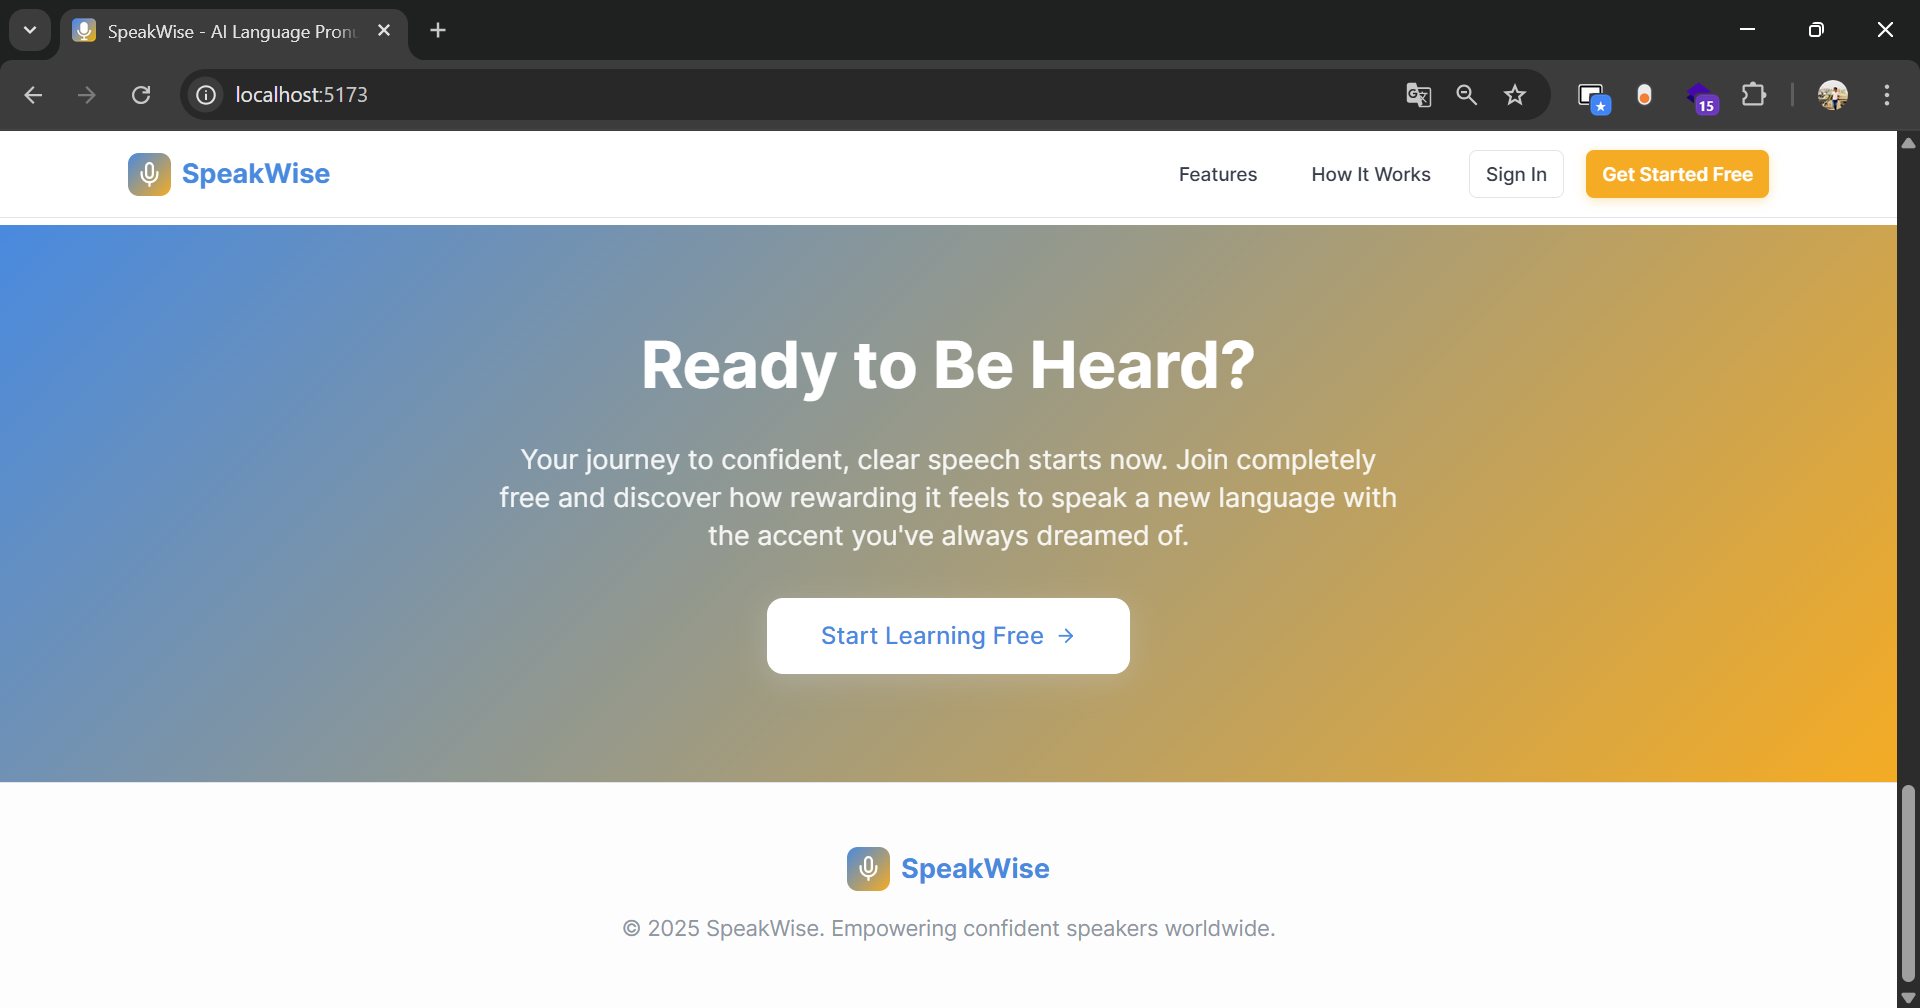 SpeakWise - AI Language Pron
localhost:5173
15
SpeakWise
Features
How It Works
Sign In
Get Started Free
Ready to Be Heard?
Your journey to confident, clear speech starts now. Join completely
free and discover how rewarding it feels to speak a new language with
the accent you've always dreamed of.
Start Learning Free →
SpeakWise
© 2025 SpeakWise. Empowering confident speakers worldwide.